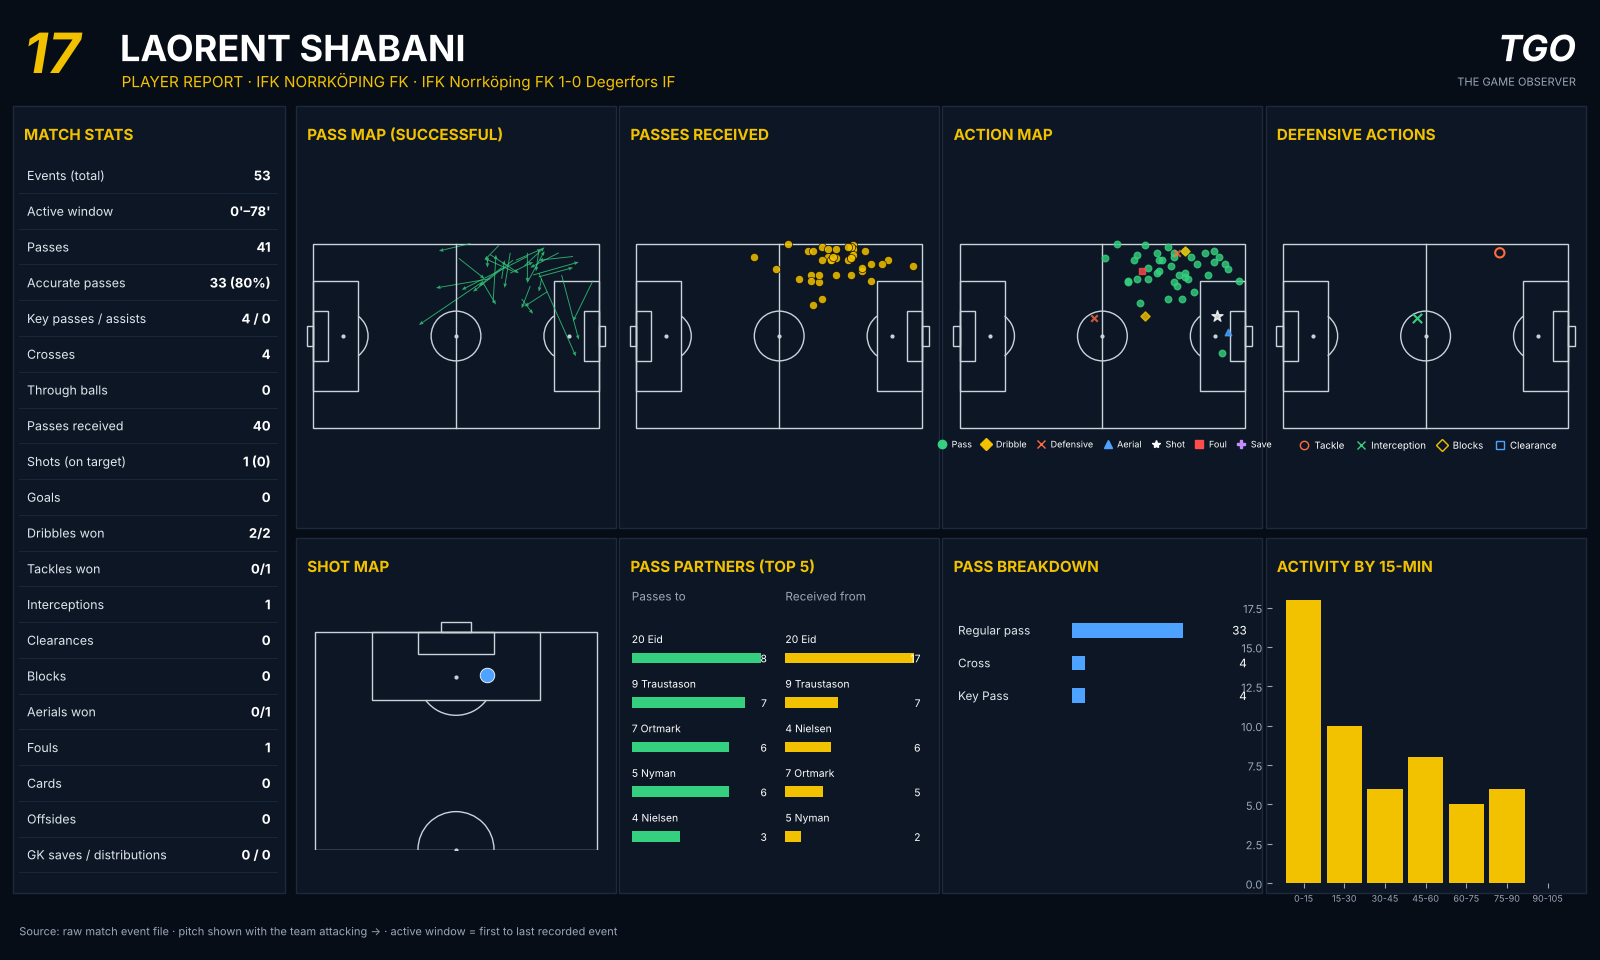 17
LAORENT SHABANI
PLAYER REPORT · IFK NORRKÖPING FK · IFK Norrköping FK 1-0 Degerfors IF
TGO
THE GAME OBSERVER
MATCH STATS
Events (total) 53
Active window 0'–78'
Passes 41
Accurate passes 33 (80%)
Key passes / assists 4 / 0
Crosses 4
Through balls 0
Passes received 40
Shots (on target) 1 (0)
Goals 0
Dribbles won 2/2
Tackles won 0/1
Interceptions 1
Clearances 0
Blocks 0
Aerials won 0/1
Fouls 1
Cards 0
Offsides 0
GK saves / distributions 0 / 0
PASS MAP (SUCCESSFUL)
PASSES RECEIVED
ACTION MAP
Pass Dribble Defensive Aerial Shot Foul Save
DEFENSIVE ACTIONS
Tackle Interception Blocks Clearance
SHOT MAP
PASS PARTNERS (TOP 5)
Passes to Received from
20 Eid 20 Eid
8 17
9 Traustason 9 Traustason
7 7
7 Ortmark 4 Nielsen
6 6
5 Nyman 7 Ortmark
6 5
4 Nielsen 5 Nyman
3 2
PASS BREAKDOWN
Regular pass 33
Cross 4
Key Pass 4
ACTIVITY BY 15-MIN
17.5
15.0
12.5
10.0
7.5
5.0
2.5
0.0
0-15 15-30 30-45 45-60 60-75 75-90 90-105
Source: raw match event file · pitch shown with the team attacking → · active window = first to last recorded event